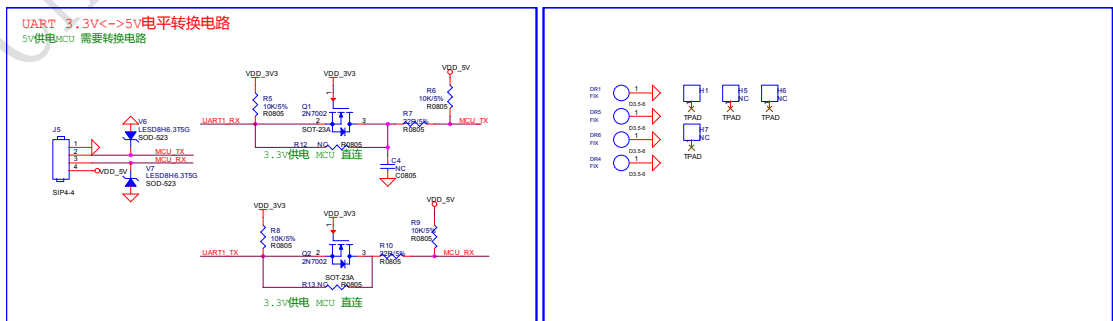 UART 3.3V<->5V电平转换电路
5V供电MCU 需要转换电路
J5
1
2
3
4
SIP4-4
V6
LESD8H6.3T5G
SOD-523
MCU_TX
MCU_RX
V7
LESD8H6.3T5G
SOD-523
VDD_5V
VDD_3V3
VDD_3V3
VDD_5V
R5
10K/5%
R0805
Q1
2N7002
SOT-23A
1
2
3
R6
10K/5%
R0805
R7
22R/5%
R0805
UART1_RX
MCU_TX
R12 NC R0805
3.3V供电 MCU 直连
C4
NC
C0805
VDD_3V3
VDD_3V3
VDD_5V
R8
10K/5%
R0805
Q2
2N7002
SOT-23A
1
2
3
R9
10K/5%
R0805
R10
22R/5%
R0805
UART1_TX
MCU_RX
R13 NC R0805
3.3V供电 MCU 直连
DR1
FIX
1
D3.5-6
DR5
FIX
1
D3.5-6
DR6
FIX
1
D3.5-6
DR4
FIX
1
D3.5-6
H1
1
TPAD
H5
NC
1
TPAD
H6
NC
1
TPAD
H7
NC
1
TPAD